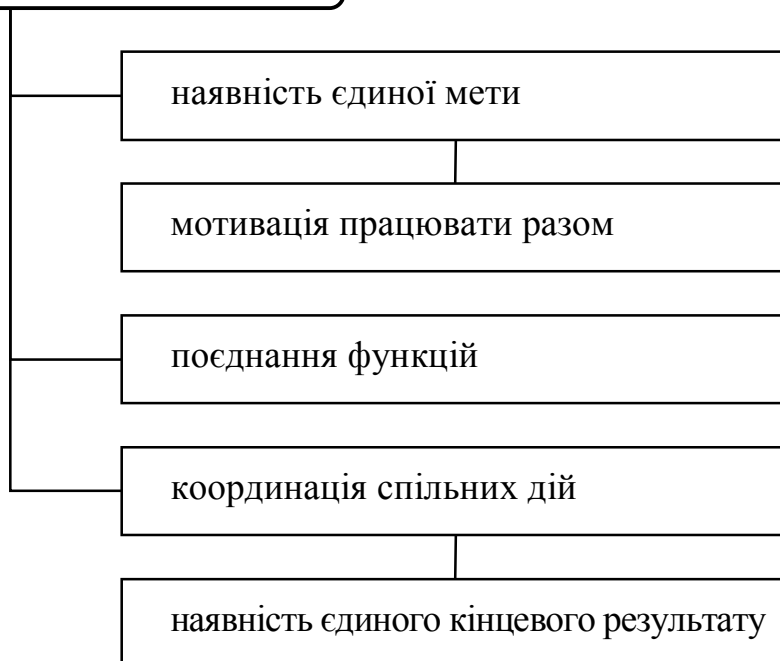 наявність єдиної мети
мотивація працювати разом
поєднання функцій
координація спільних дій
наявність єдиного кінцевого результату